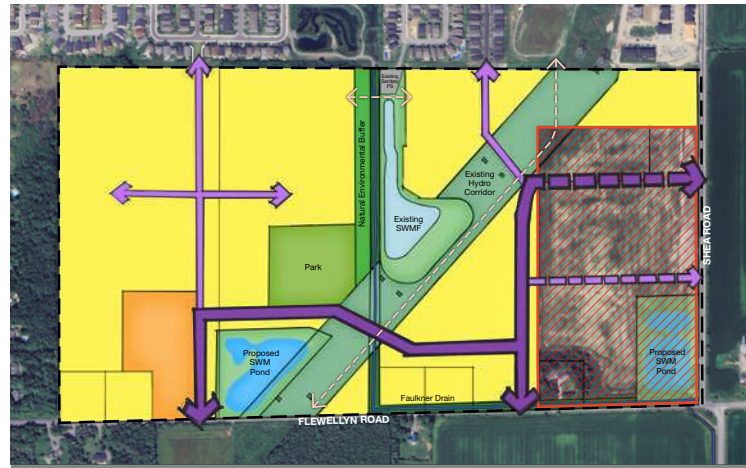 Existing
Sanitary
PS
Natural Environmental Buffer
Existing
Hydro
Corridor
Existing
SWMF
SHEA ROAD
Park
Proposed
SWM
Pond
Proposed
SWM
Pond
Faulkner Drain
FLEWELLYN ROAD